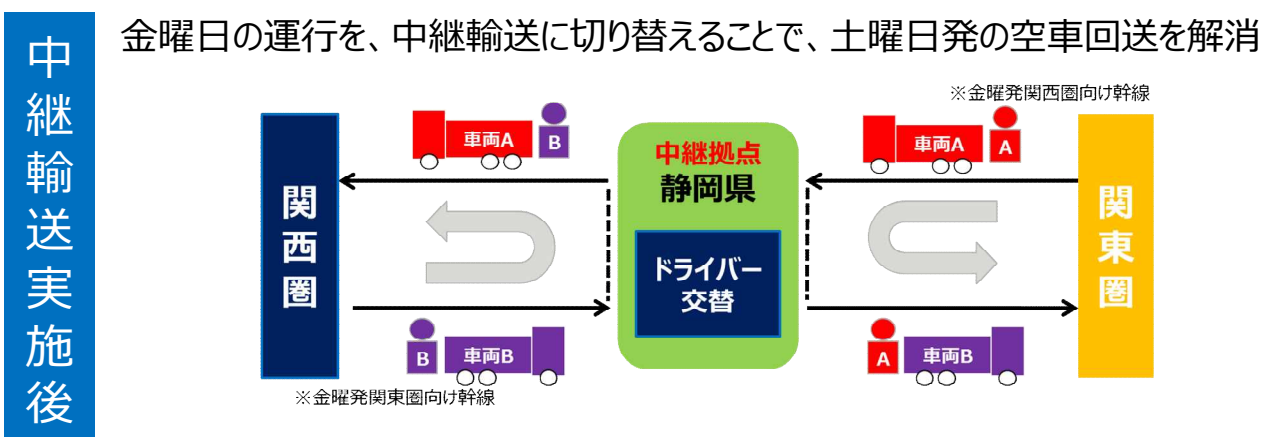 中継輸送実施後
金曜日の運行を、中継輸送に切り替えることで、土曜日発の空車回送を解消
※金曜発関西圏向け幹線
関西圏
車両A
B
中継拠点
静岡県
ドライバー
交替
車両A
A
関東圏
B
車両B
※金曜発関東圏向け幹線
A
車両B